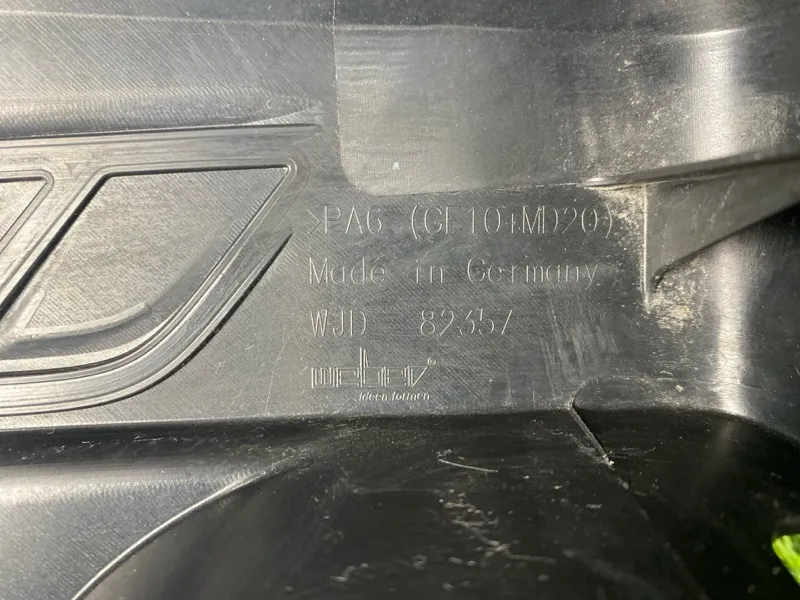 >PA6 (GF10+MD20)
Made in Germany
WJD 82357
weber®
ideen formen